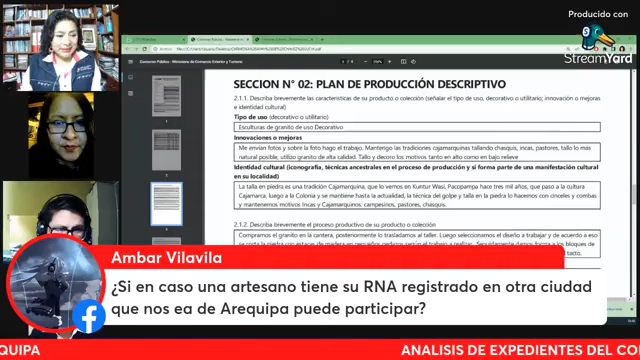 Producido con
StreamYard
Concurso Público - Ministerio de Comercio Exterior y Turismo
SECCION N° 02: PLAN DE PRODUCCIÓN DESCRIPTIVO
2.1.1. Describa brevemente las características de su producto o colección (señalar el tipo de uso, decorativo o utilitario; innovación o mejoras
e identidad cultural)
Tipo de uso (decorativo o utilitario)
Esculturas de granito de uso Decorativo
Innovaciones o mejoras
Me envían fotos y sobre la foto hago el trabajo. Mantengo las tradiciones cajamarquinas tallando chasquis, incas, pastores, tallo lo más
natural posible, utilizo granito de alta calidad. Tallo y decoro los motivos tanto en alto como en bajo relieve
Identidad cultural (iconografía, técnicas ancestrales en el proceso de producción y si forma parte de una manifestación cultural
en su localidad)
La talla en piedra es una tradición Cajamarquina, que lo vemos en Kuntur Wasi, Pacopampa hace tres mil años, que paso a la cultura
Cajamarca, luego a la Colonia y se mantiene hasta la actualidad, la técnica del golpe y talla en piedra lo hacemos con cinceles y combas
y mantenemos motivos Incas y Cajamarquinos: campesinos, pastores, chasquis.
2.1.2. Describa brevemente el proceso productivo de su producto o colección
Compramos el granito en la cantera, posteriormente lo trasladamos al taller. Luego seleccionamos el diseño a trabajar y de acuerdo a eso
tacto.
Ambar Vilavila
¿Si en caso una artesano tiene su RNA registrado en otra ciudad
que nos ea de Arequipa puede participar?
EQUIPA
ANALISIS DE EXPEDIENTES DEL CO